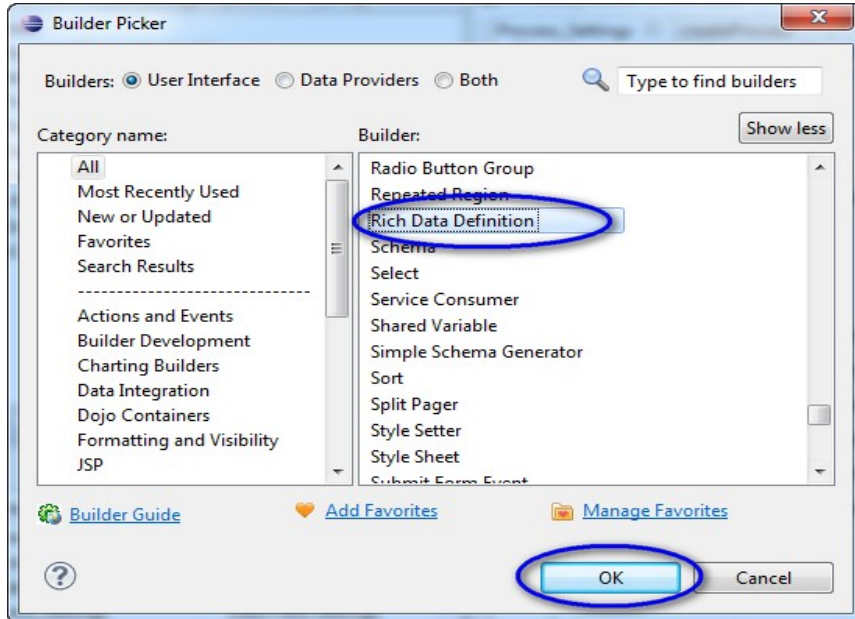 Builder Picker
Builders: User Interface Data Providers Both Type to find builders
Category name: Builder: Show less
All
Most Recently Used
New or Updated
Favorites
Search Results
------------------------------
Actions and Events
Builder Development
Charting Builders
Data Integration
Dojo Containers
Formatting and Visibility
JSP
Radio Button Group
Repeated Region
Rich Data Definition
Schema
Select
Service Consumer
Shared Variable
Simple Schema Generator
Sort
Split Pager
Style Setter
Style Sheet
Submit Form Event
Builder Guide Add Favorites Manage Favorites
? OK Cancel